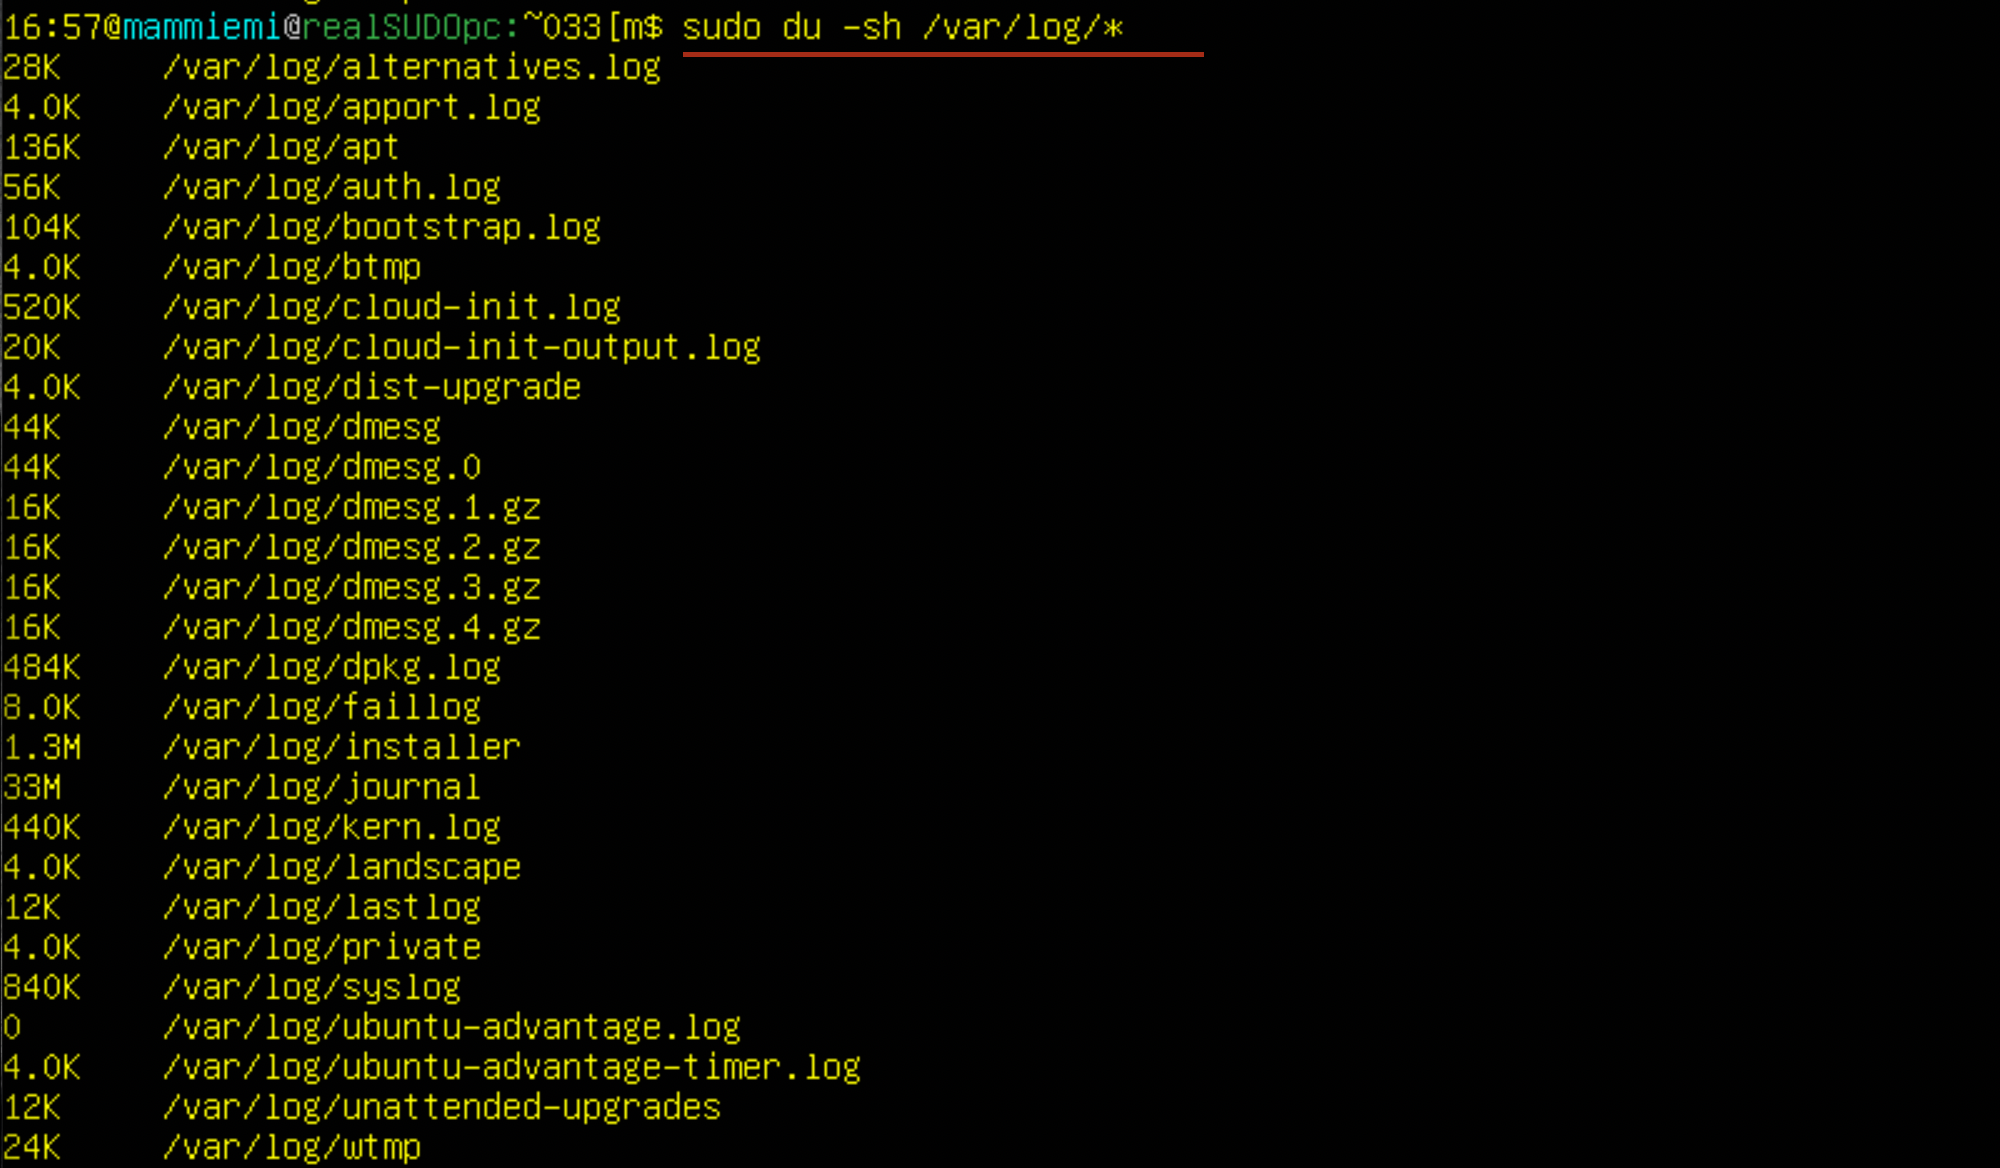 16:57@mammiemi@realSUDOpc:~033[m$ sudo du -sh /var/log/*
28K /var/log/alternatives.log
4.0K /var/log/apport.log
136K /var/log/apt
56K /var/log/auth.log
104K /var/log/bootstrap.log
4.0K /var/log/btmp
520K /var/log/cloud-init.log
20K /var/log/cloud-init-output.log
4.0K /var/log/dist-upgrade
44K /var/log/dmesg
44K /var/log/dmesg.0
16K /var/log/dmesg.1.gz
16K /var/log/dmesg.2.gz
16K /var/log/dmesg.3.gz
16K /var/log/dmesg.4.gz
484K /var/log/dpkg.log
8.0K /var/log/faillog
1.3M /var/log/installer
33M /var/log/journal
440K /var/log/kern.log
4.0K /var/log/landscape
12K /var/log/lastlog
4.0K /var/log/private
840K /var/log/syslog
0 /var/log/ubuntu-advantage.log
4.0K /var/log/ubuntu-advantage-timer.log
12K /var/log/unattended-upgrades
24K /var/log/wtmp